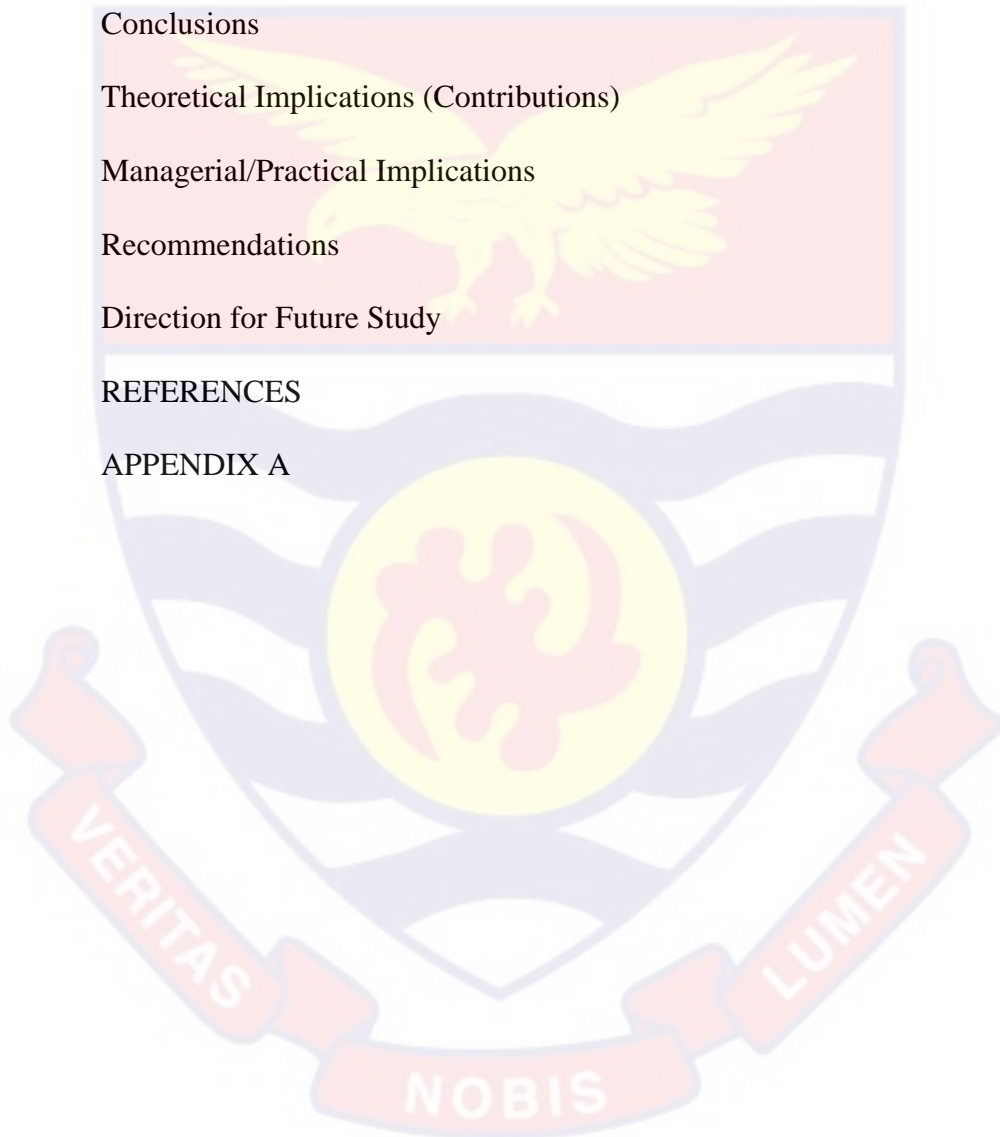 Conclusions
Theoretical Implications (Contributions)
Managerial/Practical Implications
Recommendations
Direction for Future Study
REFERENCES
APPENDIX A
VERITAS
NOBIS
LUMEN